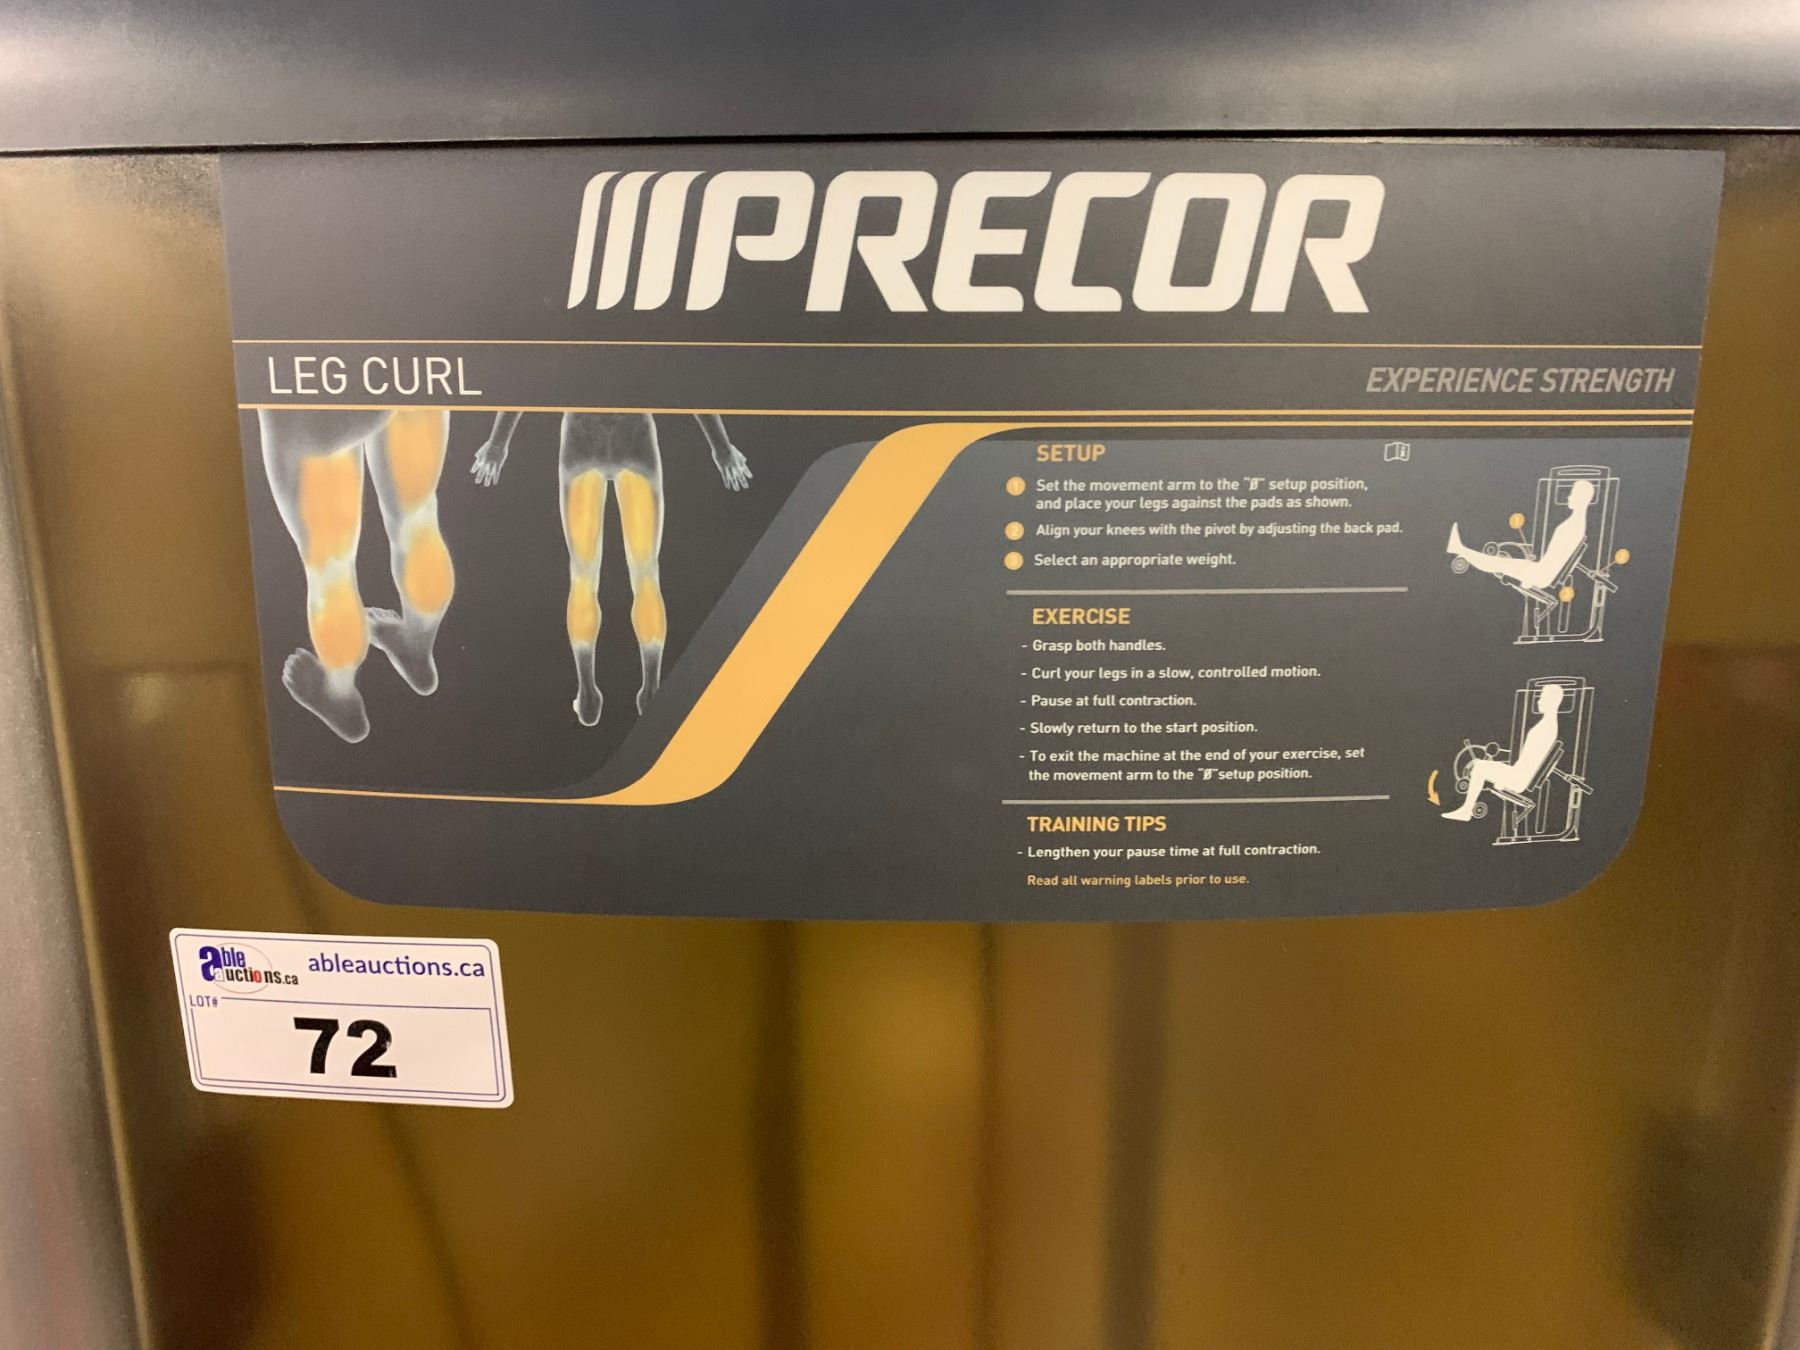 PRECOR
LEG CURL
EXPERIENCE STRENGTH
SETUP
1 Set the movement arm to the "Ø" setup position,
and place your legs against the pads as shown.
2 Align your knees with the pivot by adjusting the back pad.
3 Select an appropriate weight.
1
2
3
EXERCISE
- Grasp both handles.
- Curl your legs in a slow, controlled motion.
- Pause at full contraction.
- Slowly return to the start position.
- To exit the machine at the end of your exercise, set
the movement arm to the "Ø" setup position.
TRAINING TIPS
- Lengthen your pause time at full contraction.
Read all warning labels prior to use.
able
auctions.ca
ableauctions.ca
LOT#
72